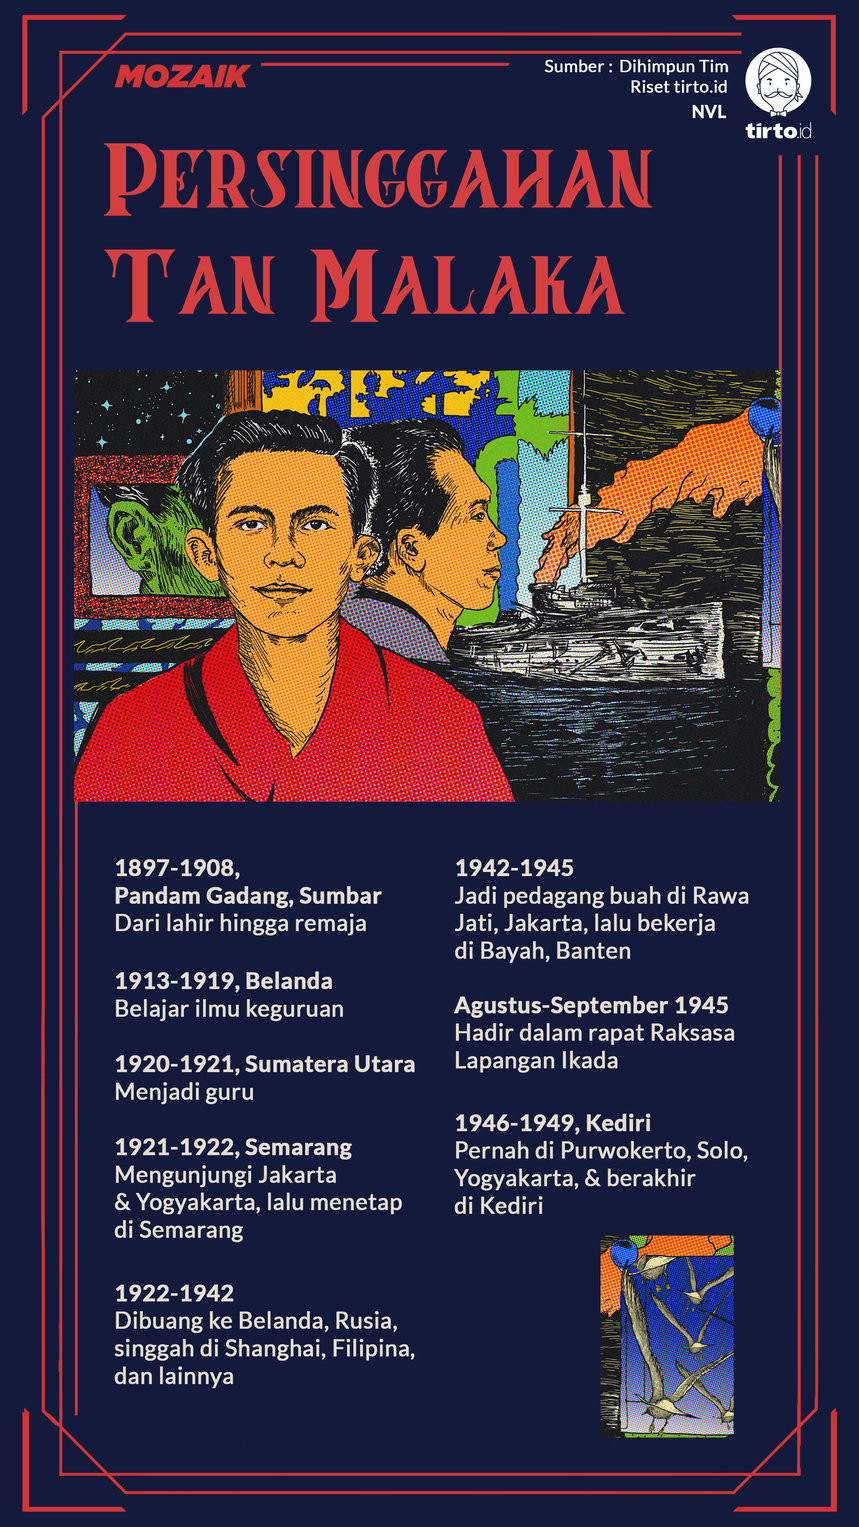 MOZAIK
Sumber : Dihimpun Tim
Riset tirto.id
NVL
tirto.id
PERSINGGAHAN
TAN MALAKA
1897-1908,
Pandam Gadang, Sumbar
Dari lahir hingga remaja
1913-1919, Belanda
Belajar ilmu keguruan
1920-1921, Sumatera Utara
Menjadi guru
1921-1922, Semarang
Mengunjungi Jakarta
& Yogyakarta, lalu menetap
di Semarang
1922-1942
Dibuang ke Belanda, Rusia,
singgah di Shanghai, Filipina,
dan lainnya
1942-1945
Jadi pedagang buah di Rawa
Jati, Jakarta, lalu bekerja
di Bayah, Banten
Agustus-September 1945
Hadir dalam rapat Raksasa
Lapangan Ikada
1946-1949, Kediri
Pernah di Purwokerto, Solo,
Yogyakarta, & berakhir
di Kediri